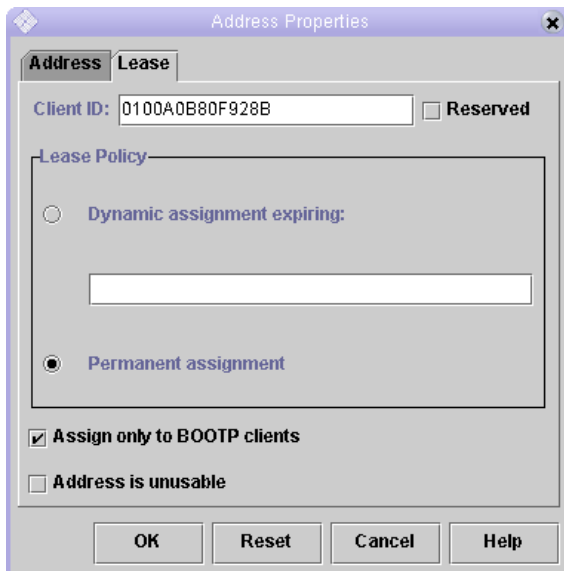 Address Properties
Address Lease
Client ID: 0100A0B80F928B Reserved
Lease Policy
Dynamic assignment expiring:
Permanent assignment
Assign only to BOOTP clients
Address is unusable
OK Reset Cancel Help